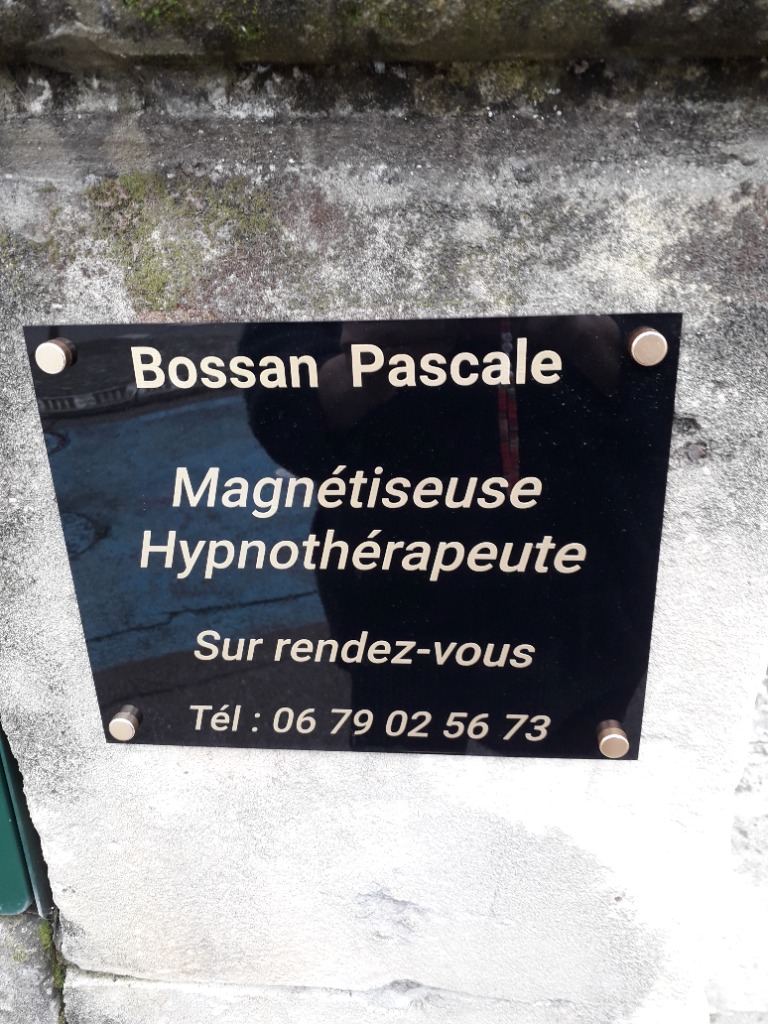 Bossan Pascale
Magnétiseuse
Hypnothérapeute
Sur rendez-vous
Tél : 06 79 02 56 73